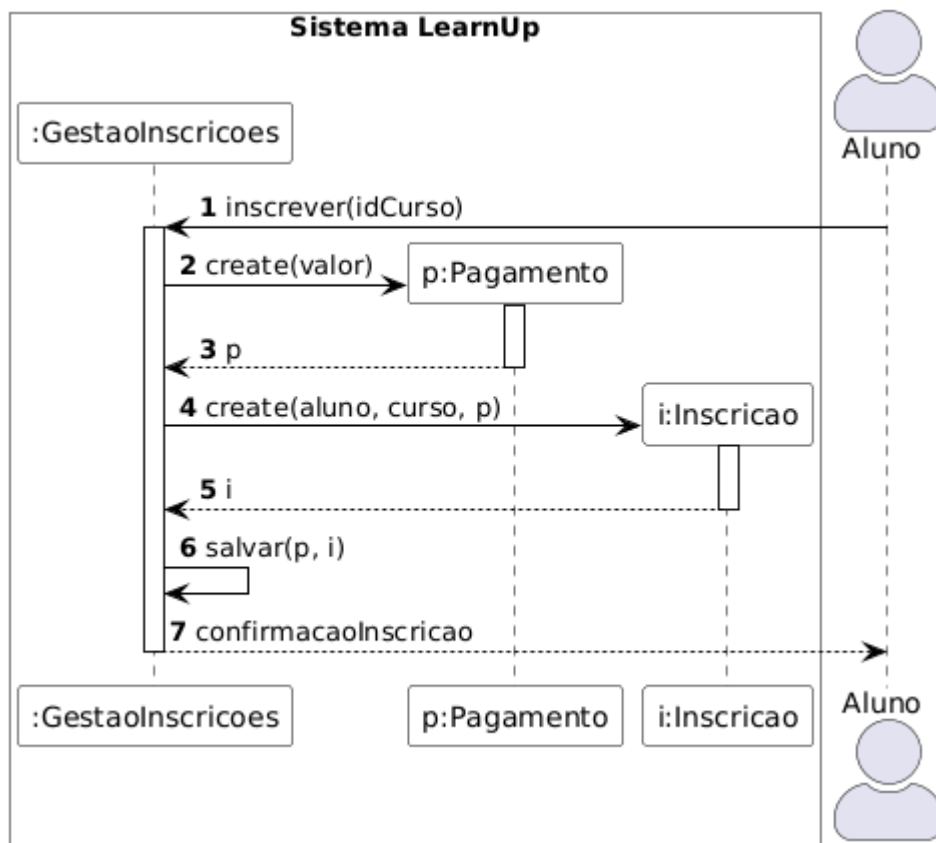 Sistema LearnUp
:GestaoInscricoes
Aluno
1 inscrever(idCurso)
2 create(valor)
p:Pagamento
3 p
4 create(aluno, curso, p)
i:Inscricao
5 i
6 salvar(p, i)
7 confirmacaoInscricao
:GestaoInscricoes
p:Pagamento
i:Inscricao
Aluno